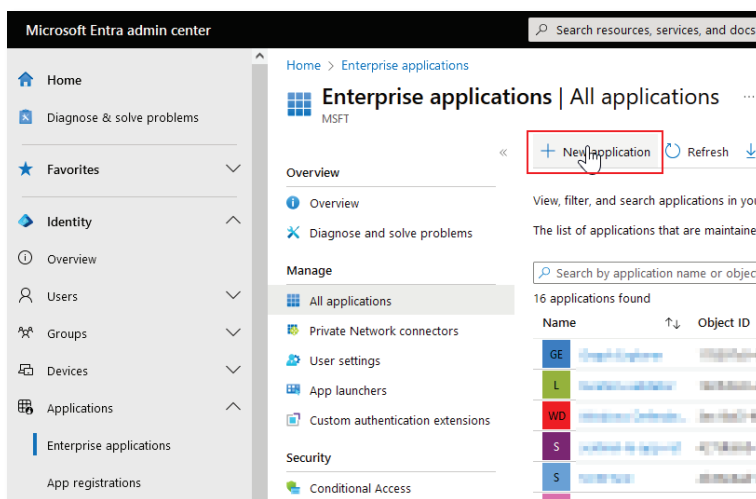 Microsoft Entra admin center
Search resources, services, and docs
Home
Diagnose & solve problems
Favorites
Identity
Overview
Users
Groups
Devices
Applications
Enterprise applications
App registrations
Home > Enterprise applications
Enterprise applications | All applications ...
MSFT
«
Overview
Overview
Diagnose and solve problems
Manage
All applications
Private Network connectors
User settings
App launchers
Custom authentication extensions
Security
Conditional Access
+ New application Refresh
View, filter, and search applications in you
The list of applications that are maintaine
Search by application name or object
16 applications found
Name ↑↓ Object ID
GE
L
WD
S
S